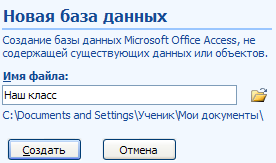 Новая база данных
Создание базы данных Microsoft Office Access, не
содержащей существующих данных или объектов.
Имя файла:
Наш класс
C:\Documents and Settings\Ученик\Мои документы\
Создать Отмена